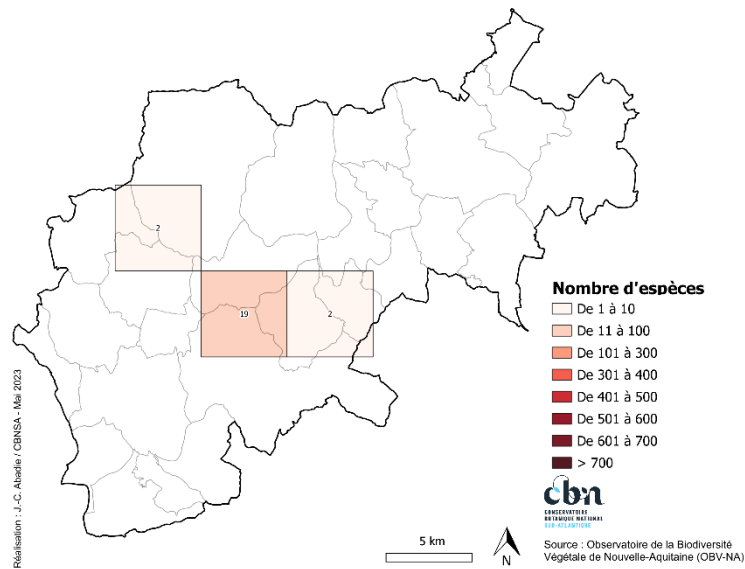 2
19
2
Nombre d'espèces
De 1 à 10
De 11 à 100
De 101 à 300
De 301 à 400
De 401 à 500
De 501 à 600
De 601 à 700
> 700
cbn
CONSERVATOIRE
BOTANIQUE NATIONAL
SUD-ATLANTIQUE
5 km
N
Source : Observatoire de la Biodiversité
Végétale de Nouvelle-Aquitaine (OBV-NA)
Réalisation : J.-C. Abadie / CBNSA - Mai 2023